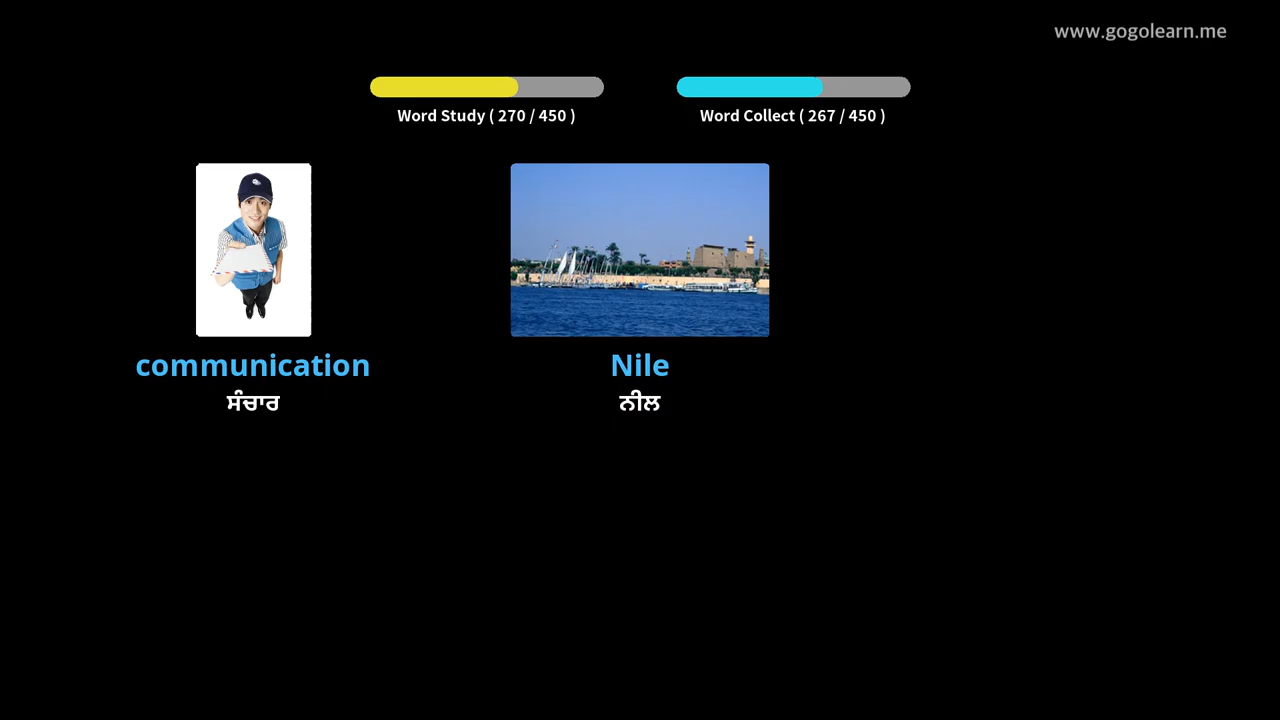 www.gogolearn.me
Word Study ( 270 / 450 )
Word Collect ( 267 / 450 )
communication
ਸੰਚਾਰ
Nile
ਨੀਲ